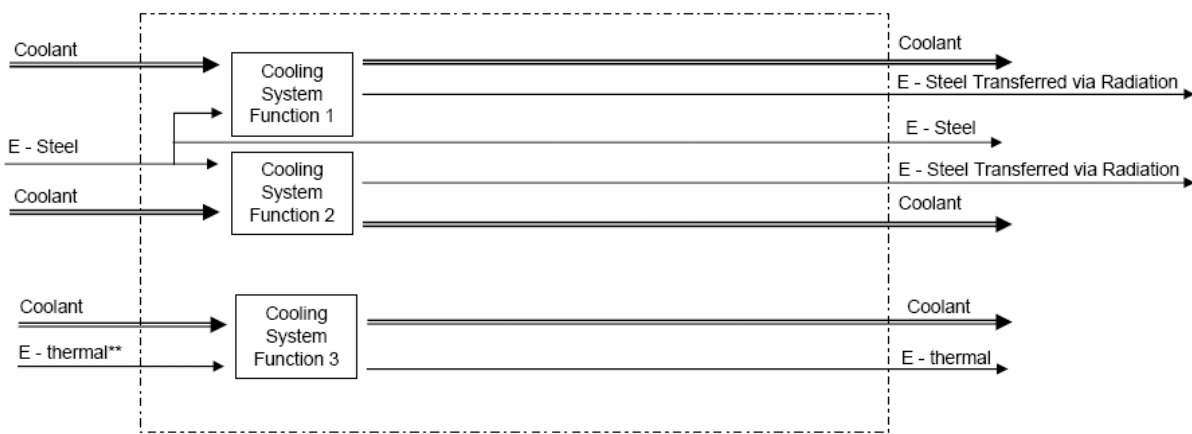 Coolant
Cooling
System
Function 1
Coolant
E - Steel Transferred via Radiation
E - Steel
E - Steel
Coolant
Cooling
System
Function 2
E - Steel Transferred via Radiation
Coolant
Coolant
E - thermal**
Cooling
System
Function 3
Coolant
E - thermal